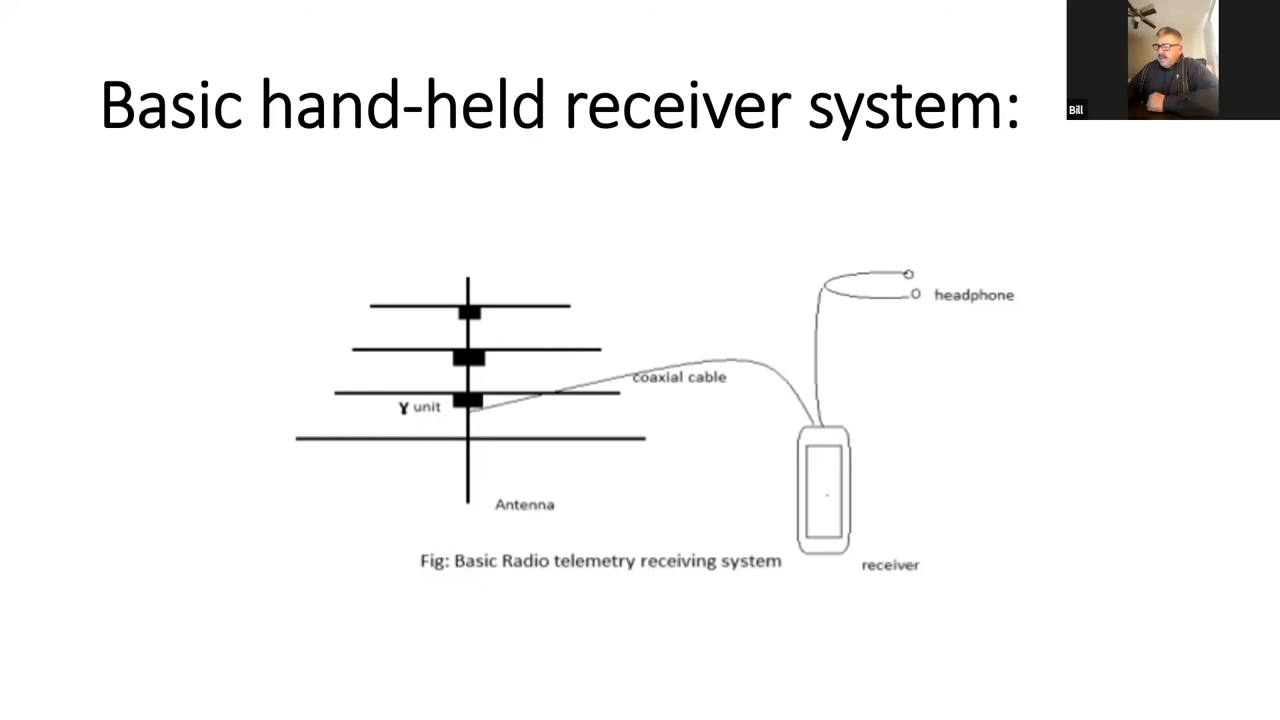 Basic hand-held receiver system:
Bill
headphone
coaxial cable
Y unit
Antenna
Fig: Basic Radio telemetry receiving system
receiver